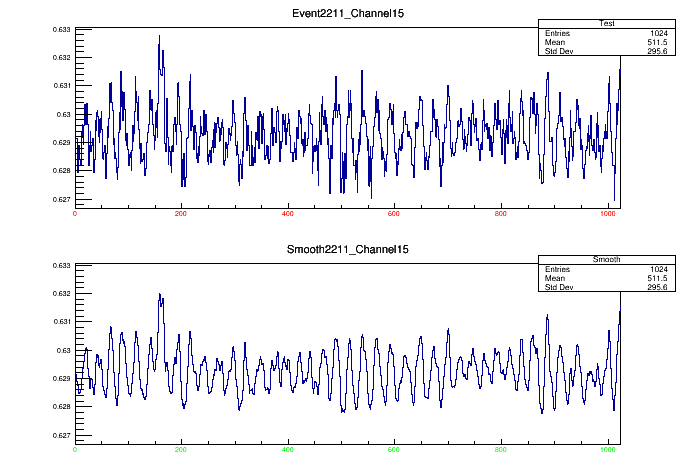 Event2211_Channel15
Test
Entries 1024
Mean 511.5
Std Dev 295.6
0.633
0.632
0.631
0.63
0.629
0.628
0.627
0 200 400 600 800 1000
Smooth2211_Channel15
Smooth
Entries 1024
Mean 511.5
Std Dev 295.6
0.633
0.632
0.631
0.63
0.629
0.628
0.627
0 200 400 600 800 1000